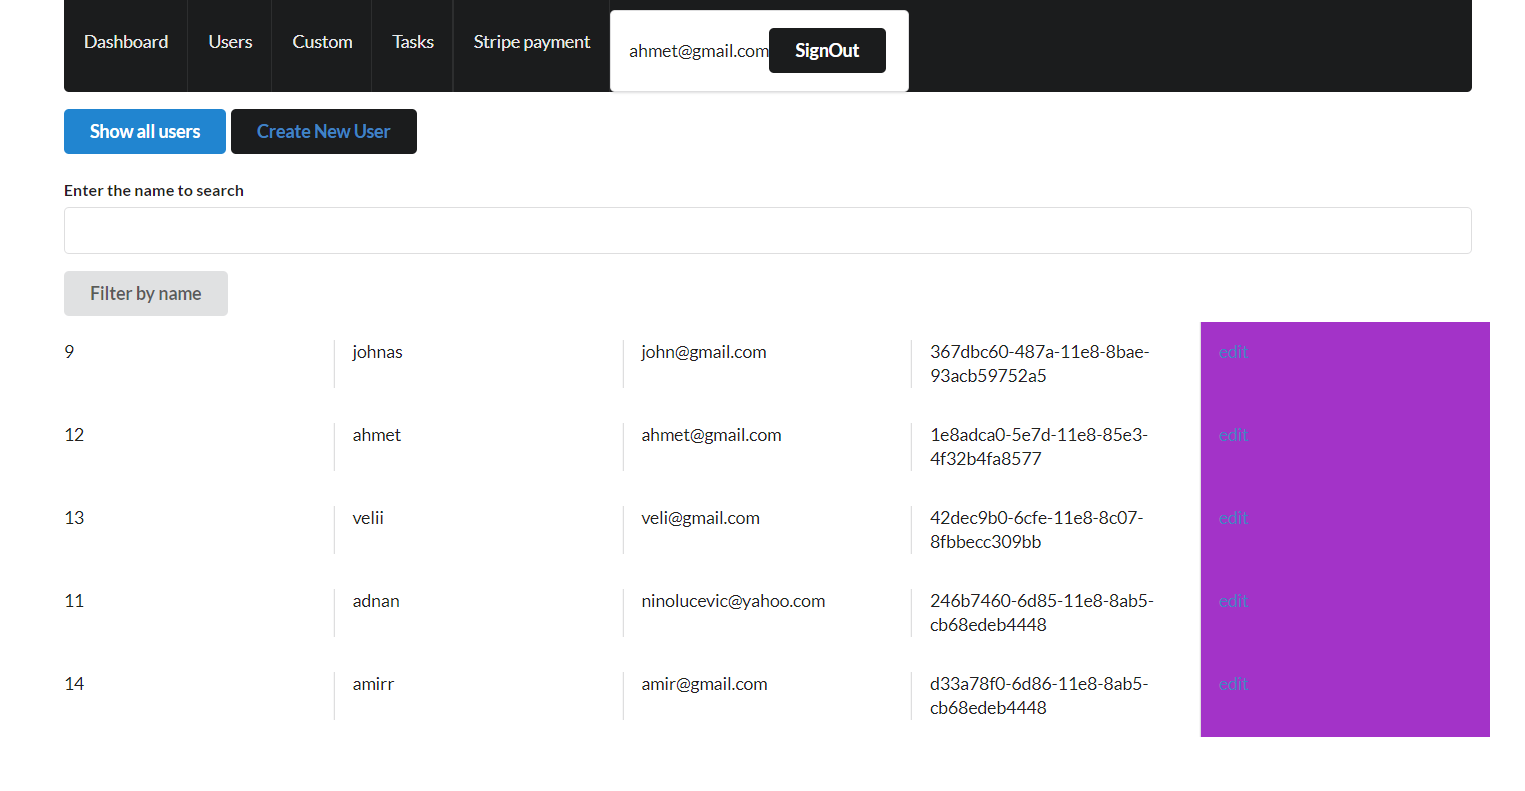 Dashboard Users Custom Tasks Stripe payment ahmet@gmail.com SignOut
Show all users Create New User
Enter the name to search
Filter by name
9 johnas john@gmail.com 367dbc60-487a-11e8-8bae- edit
93acb59752a5
12 ahmet ahmet@gmail.com 1e8adca0-5e7d-11e8-85e3- edit
4f32b4fa8577
13 velii veli@gmail.com 42dec9b0-6cfe-11e8-8c07- edit
8fbbecc309bb
11 adnan ninolucevic@yahoo.com 246b7460-6d85-11e8-8ab5- edit
cb68edeb4448
14 amirr amir@gmail.com d33a78f0-6d86-11e8-8ab5- edit
cb68edeb4448